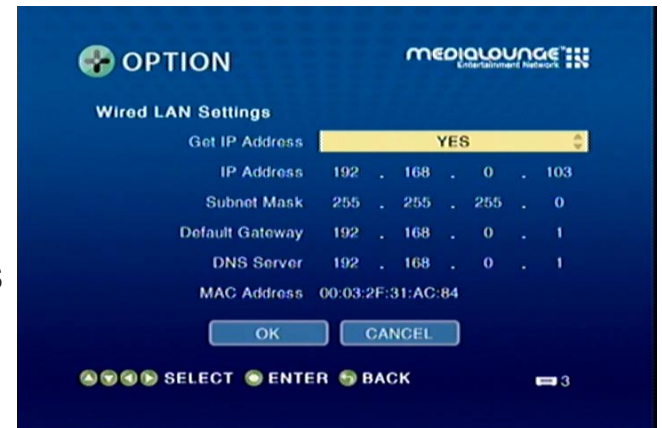 OPTION
MEDIALOUNGE
Entertainment Network
Wired LAN Settings
Get IP Address YES
IP Address 192 . 168 . 0 . 103
Subnet Mask 255 . 255 . 255 . 0
Default Gateway 192 . 168 . 0 . 1
DNS Server 192 . 168 . 0 . 1
MAC Address 00:03:2F:31:AC:84
OK CANCEL
SELECT ENTER BACK 3